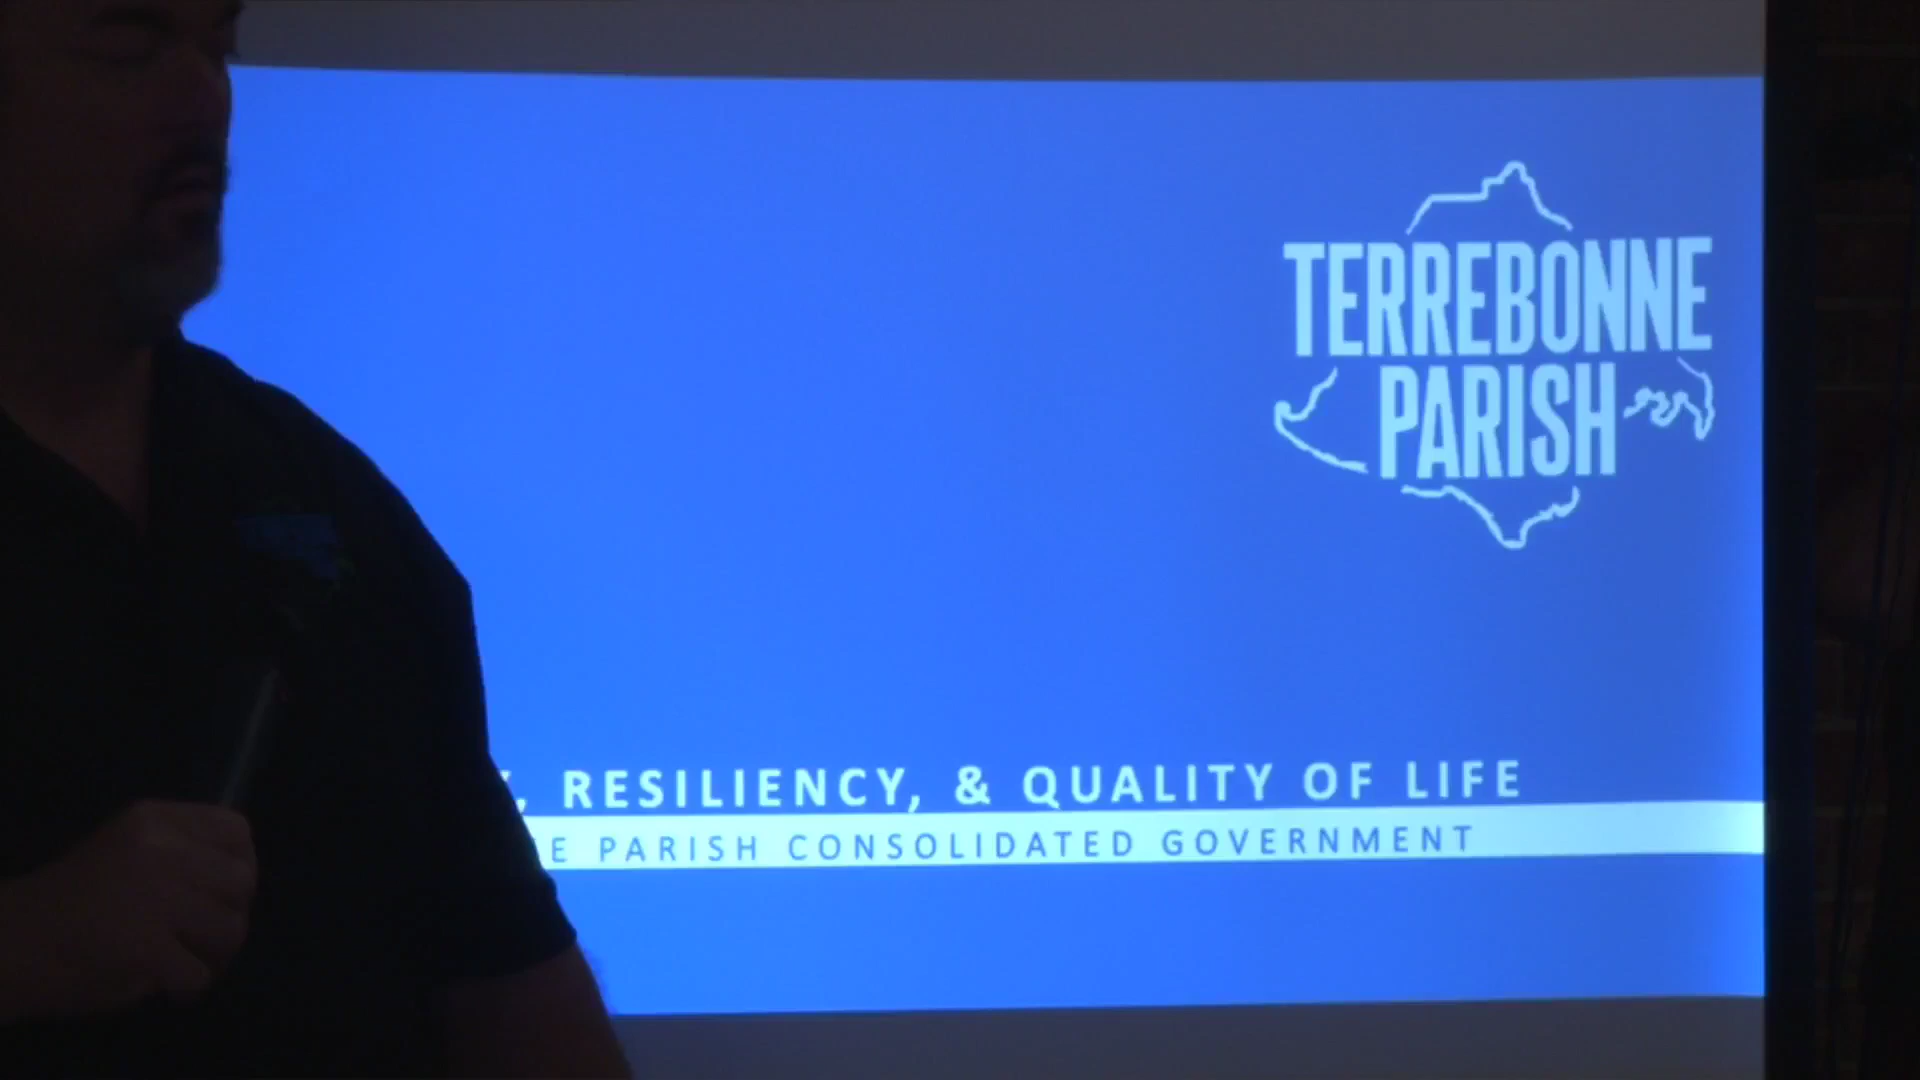 TERREBONNE
PARISH
, RESILIENCY, & QUALITY OF LIFE
E PARISH CONSOLIDATED GOVERNMENT